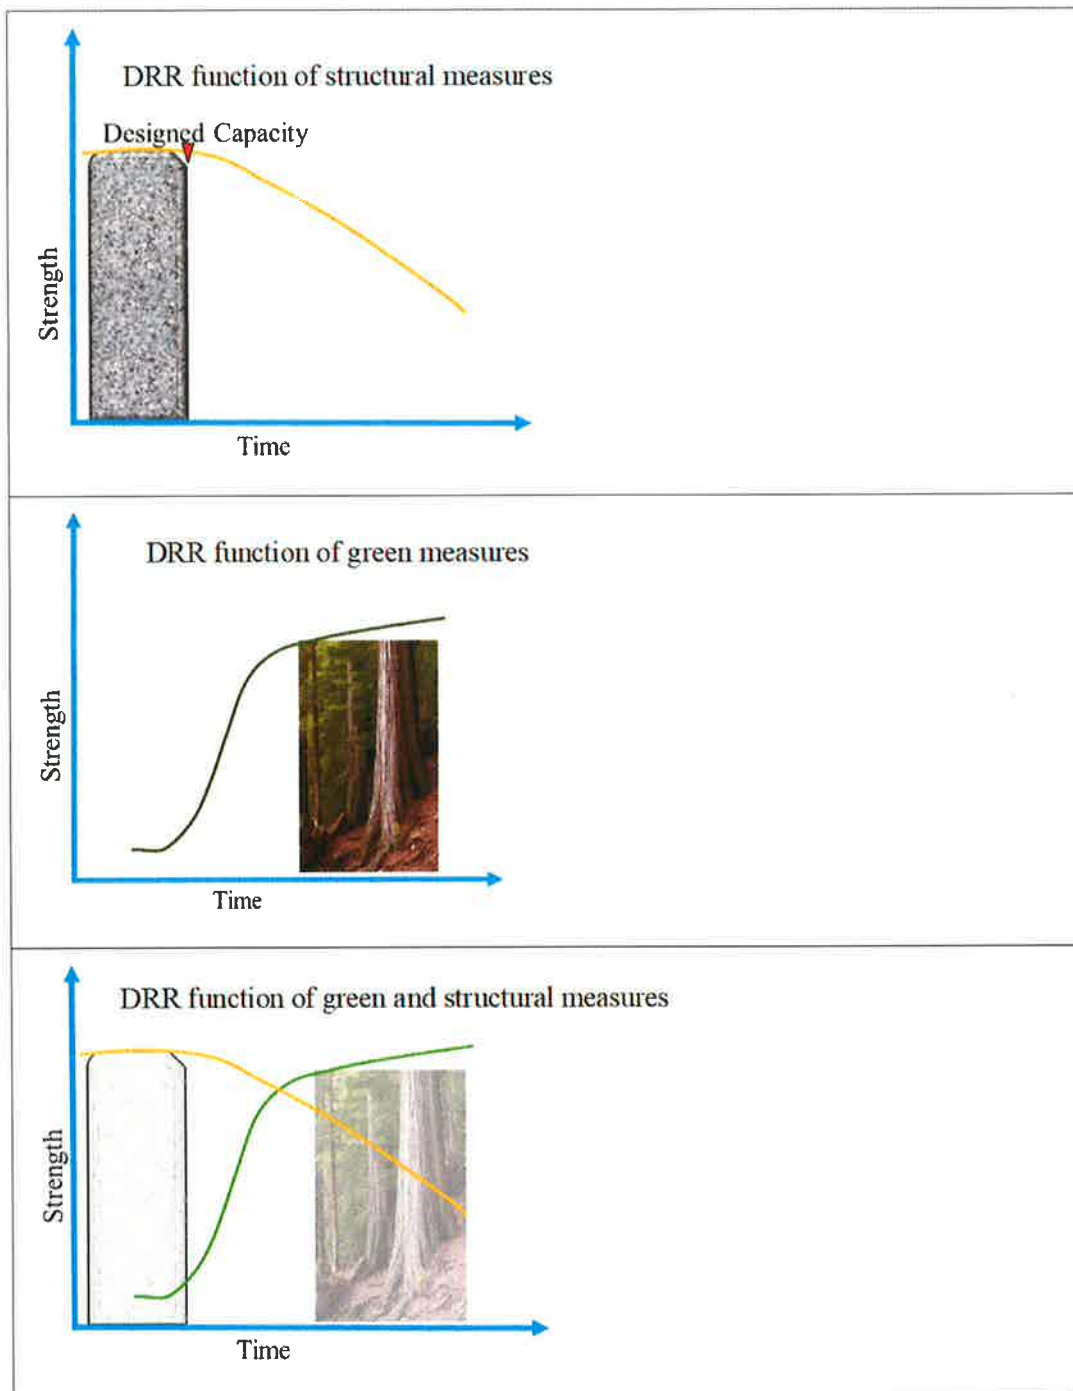 DRR function of structural measures
Designed Capacity
Strength
Time
DRR function of green measures
Strength
Time
DRR function of green and structural measures
Strength
Time